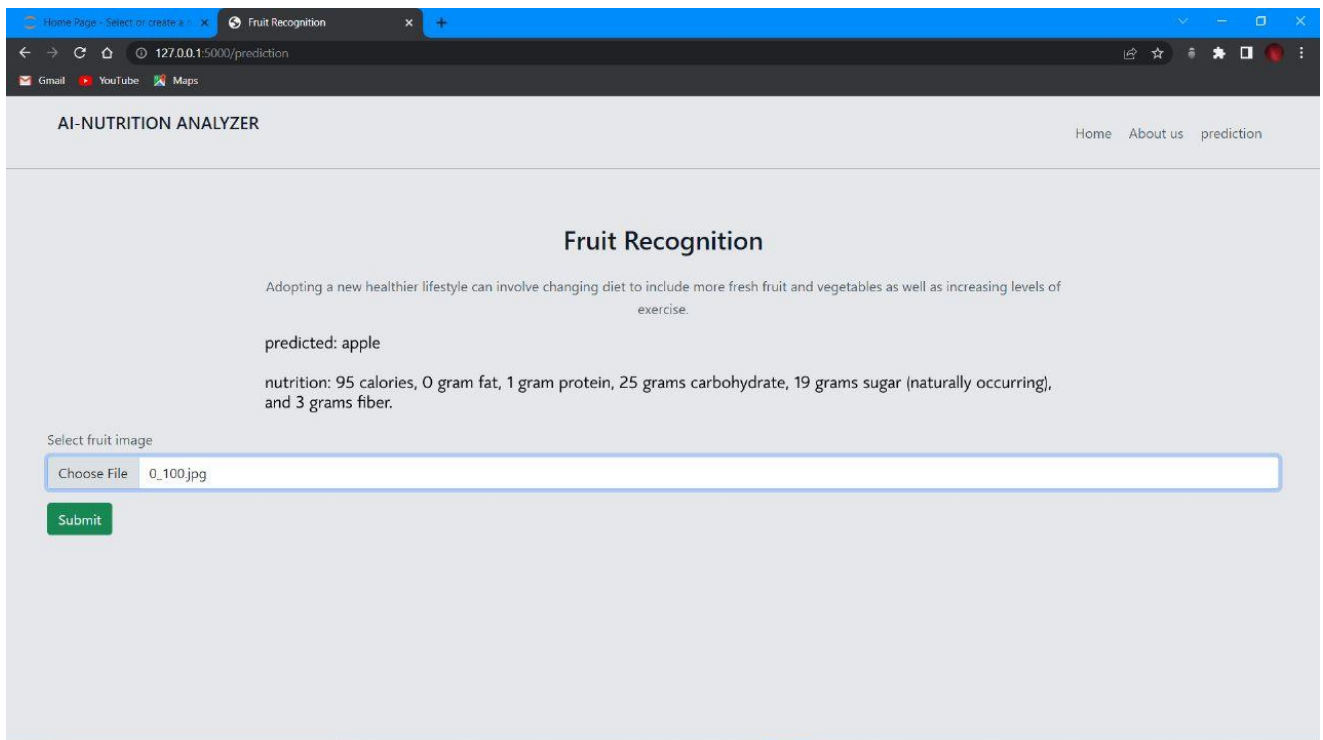 Home Page - Select or create a
Fruit Recognition
127.0.0.1:5000/prediction
Gmail YouTube Maps
AI-NUTRITION ANALYZER
Home About us prediction
Fruit Recognition
Adopting a new healthier lifestyle can involve changing diet to include more fresh fruit and vegetables as well as increasing levels of
exercise.
predicted: apple
nutrition: 95 calories, 0 gram fat, 1 gram protein, 25 grams carbohydrate, 19 grams sugar (naturally occurring),
and 3 grams fiber.
Select fruit image
Choose File 0_100.jpg
Submit